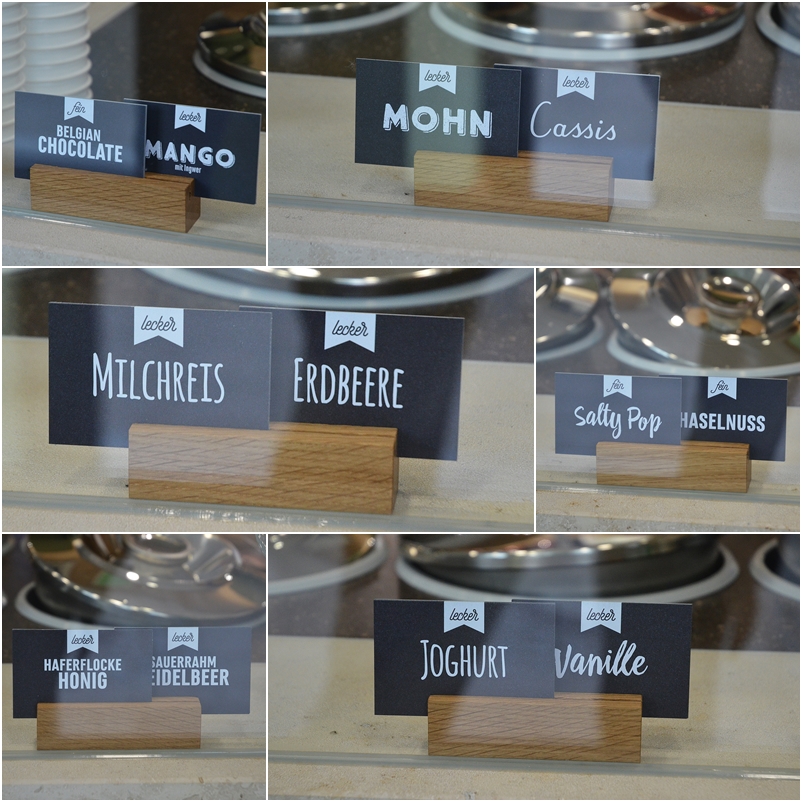 fein
BELGIAN
CHOCOLATE
lecker
MANGO
mit Ingwer
lecker
MOHN
lecker
Cassis
lecker
MILCHREIS
lecker
ERDBEERE
fein
Salty Pop
fein
HASELNUSS
lecker
HAFERFLOCKE
HONIG
lecker
SAUERRAHM
EIDELBEER
lecker
JOGHURT
lecker
Vanille